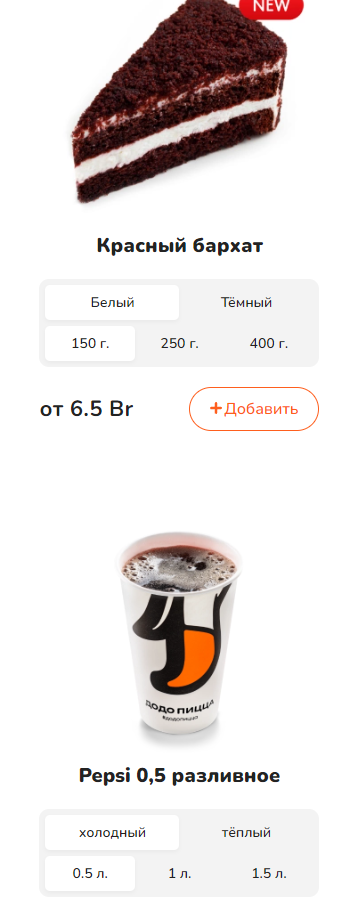 NEW
Красный бархат
Белый Тёмный
150 г. 250 г. 400 г.
от 6.5 Br +Добавить
ДОДО ПИЦЦА
#додопицца
Pepsi 0,5 разливное
холодный тёплый
0.5 л. 1 л. 1.5 л.